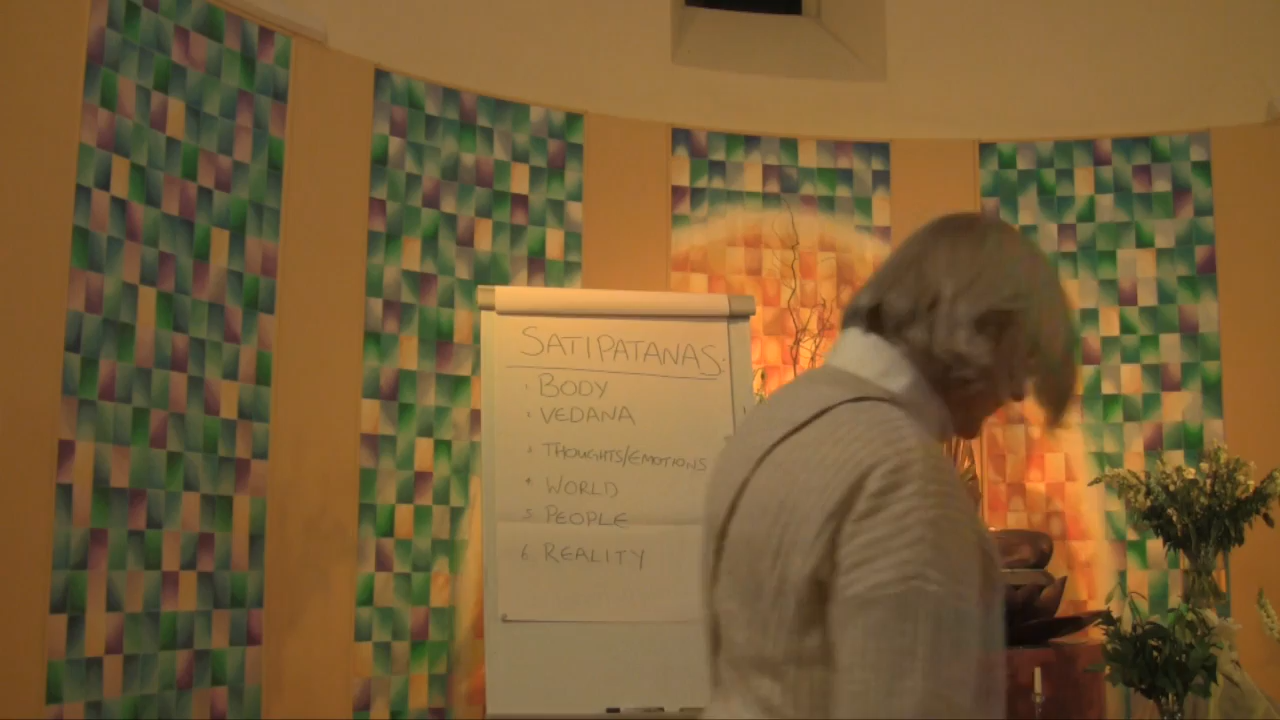 SATIPATANAS:
1. BODY
2 VEDANA
3 THOUGHTS/EMOTIONS
4 WORLD
5. PEOPLE
6. REALITY